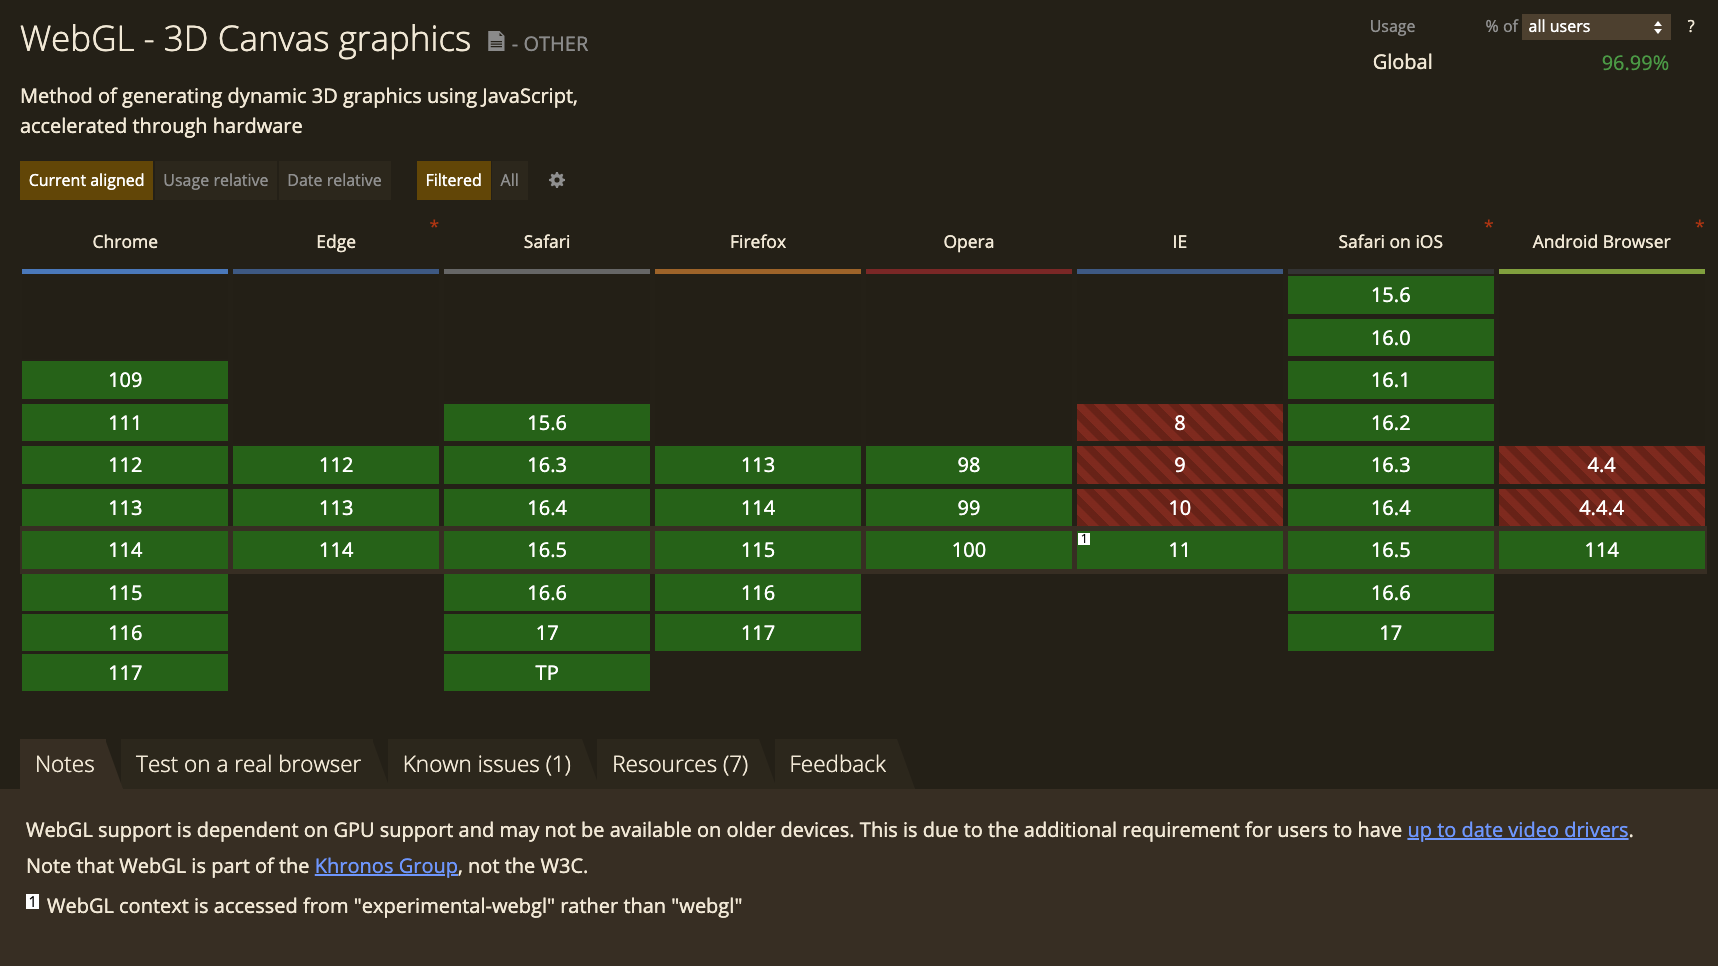 WebGL - 3D Canvas graphics - OTHER
Usage % of all users ?
Global 96.99%
Method of generating dynamic 3D graphics using JavaScript,
accelerated through hardware
Current aligned Usage relative Date relative Filtered All
Chrome Edge * Safari Firefox Opera IE Safari on iOS * Android Browser *
15.6
16.0
109 16.1
111 15.6 8 16.2
112 112 16.3 113 98 9 16.3 4.4
113 113 16.4 114 99 10 16.4 4.4.4
114 114 16.5 115 100 1 11 16.5 114
115 16.6 116 16.6
116 17 117 17
117 TP
Notes Test on a real browser Known issues (1) Resources (7) Feedback
WebGL support is dependent on GPU support and may not be available on older devices. This is due to the additional requirement for users to have up to date video drivers.
Note that WebGL is part of the Khronos Group, not the W3C.
1 WebGL context is accessed from "experimental-webgl" rather than "webgl"